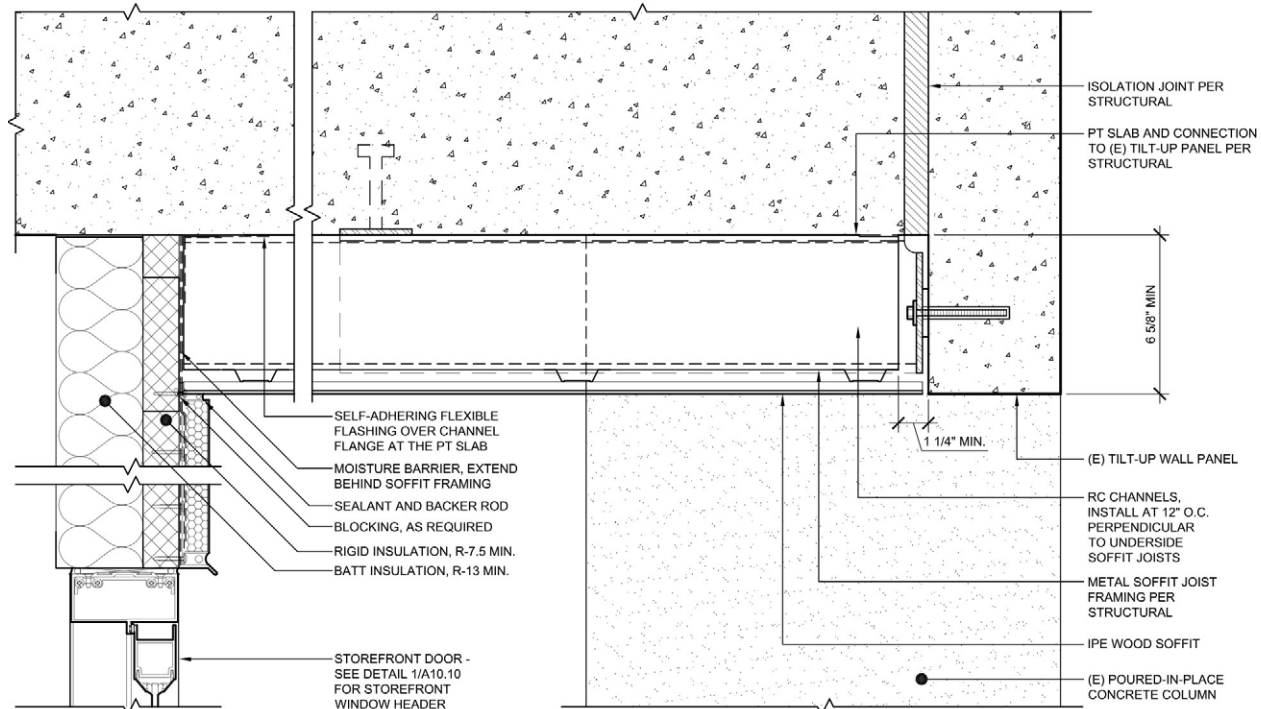 ISOLATION JOINT PER
STRUCTURAL
PT SLAB AND CONNECTION
TO (E) TILT-UP PANEL PER
STRUCTURAL
6 5/8" MIN
1 1/4" MIN.
SELF-ADHERING FLEXIBLE
FLASHING OVER CHANNEL
FLANGE AT THE PT SLAB
MOISTURE BARRIER, EXTEND
BEHIND SOFFIT FRAMING
SEALANT AND BACKER ROD
BLOCKING, AS REQUIRED
RIGID INSULATION, R-7.5 MIN.
BATT INSULATION, R-13 MIN.
STOREFRONT DOOR -
SEE DETAIL 1/A10.10
FOR STOREFRONT
WINDOW HEADER
(E) TILT-UP WALL PANEL
RC CHANNELS,
INSTALL AT 12" O.C.
PERPENDICULAR
TO UNDERSIDE
SOFFIT JOISTS
METAL SOFFIT JOIST
FRAMING PER
STRUCTURAL
IPE WOOD SOFFIT
(E) POURED-IN-PLACE
CONCRETE COLUMN